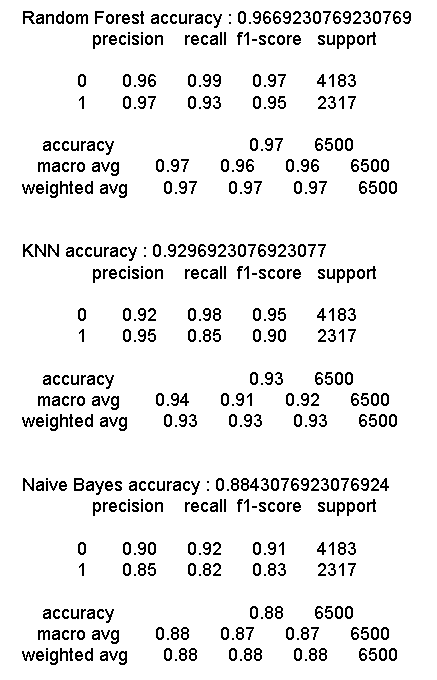 Random Forest accuracy : 0.9669230769230769
precision recall f1-score support
0 0.96 0.99 0.97 4183
1 0.97 0.93 0.95 2317
accuracy 0.97 6500
macro avg 0.97 0.96 0.96 6500
weighted avg 0.97 0.97 0.97 6500
KNN accuracy : 0.9296923076923077
precision recall f1-score support
0 0.92 0.98 0.95 4183
1 0.95 0.85 0.90 2317
accuracy 0.93 6500
macro avg 0.94 0.91 0.92 6500
weighted avg 0.93 0.93 0.93 6500
Naive Bayes accuracy : 0.8843076923076924
precision recall f1-score support
0 0.90 0.92 0.91 4183
1 0.85 0.82 0.83 2317
accuracy 0.88 6500
macro avg 0.88 0.87 0.87 6500
weighted avg 0.88 0.88 0.88 6500